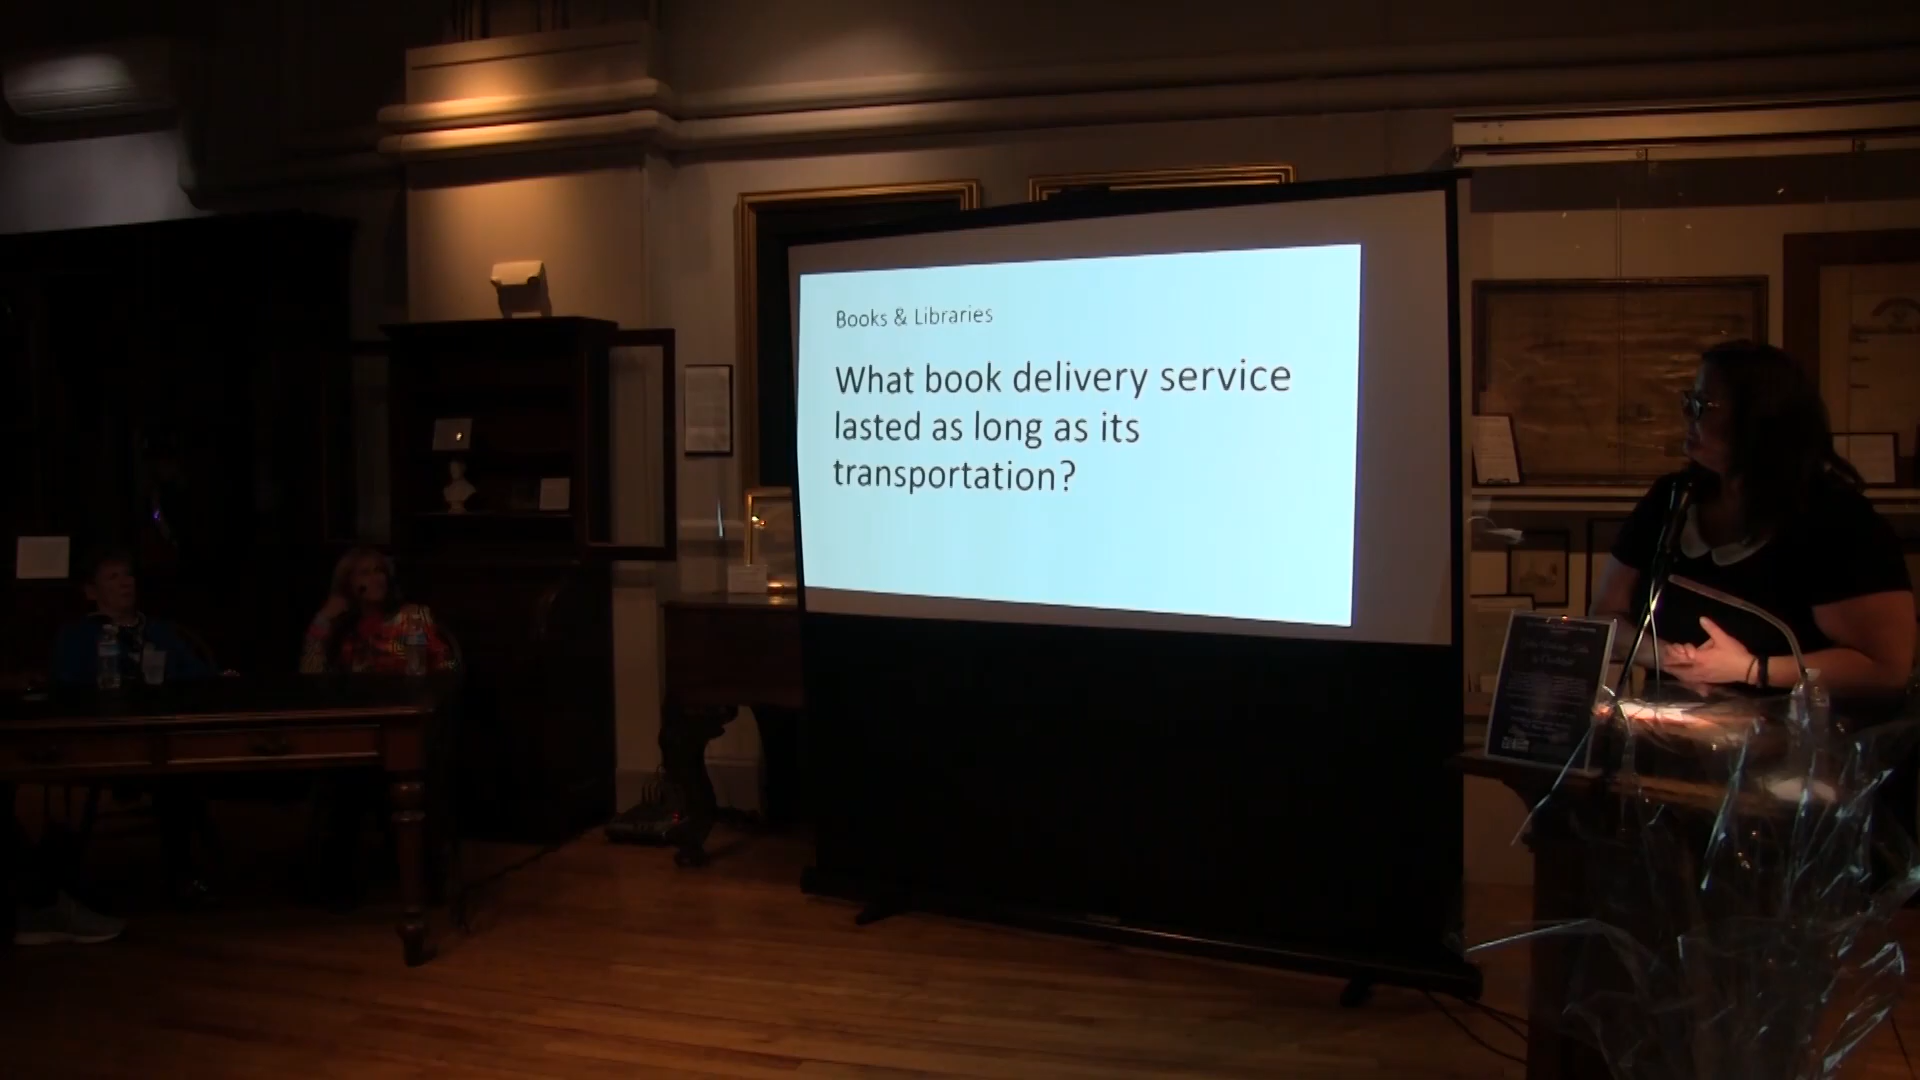 Books & Libraries
What book delivery service
lasted as long as its
transportation?